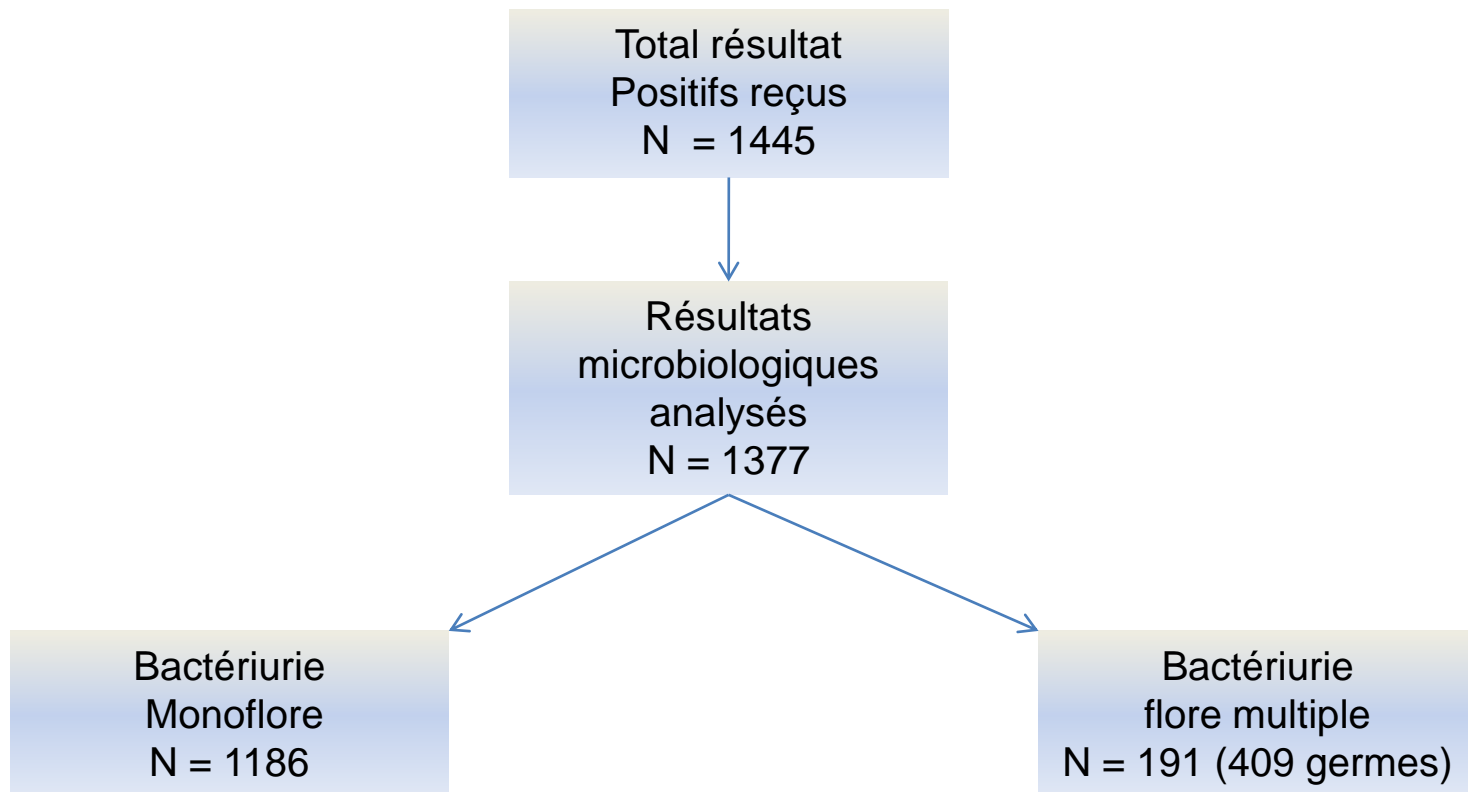 Total résultat
Positifs reçus
N = 1445
Résultats
microbiologiques
analysés
N = 1377
Bactériurie
Monoflore
N = 1186
Bactériurie
flore multiple
N = 191 (409 germes)